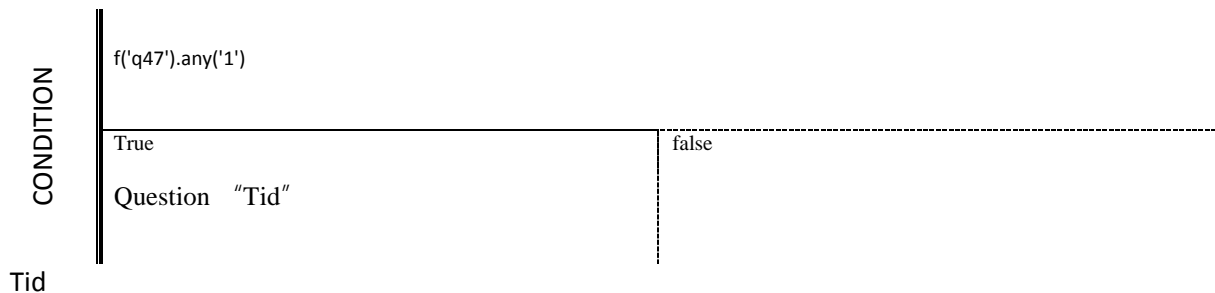 CONDITION
f('q47').any('1')
True
false
Question "Tid"
Tid